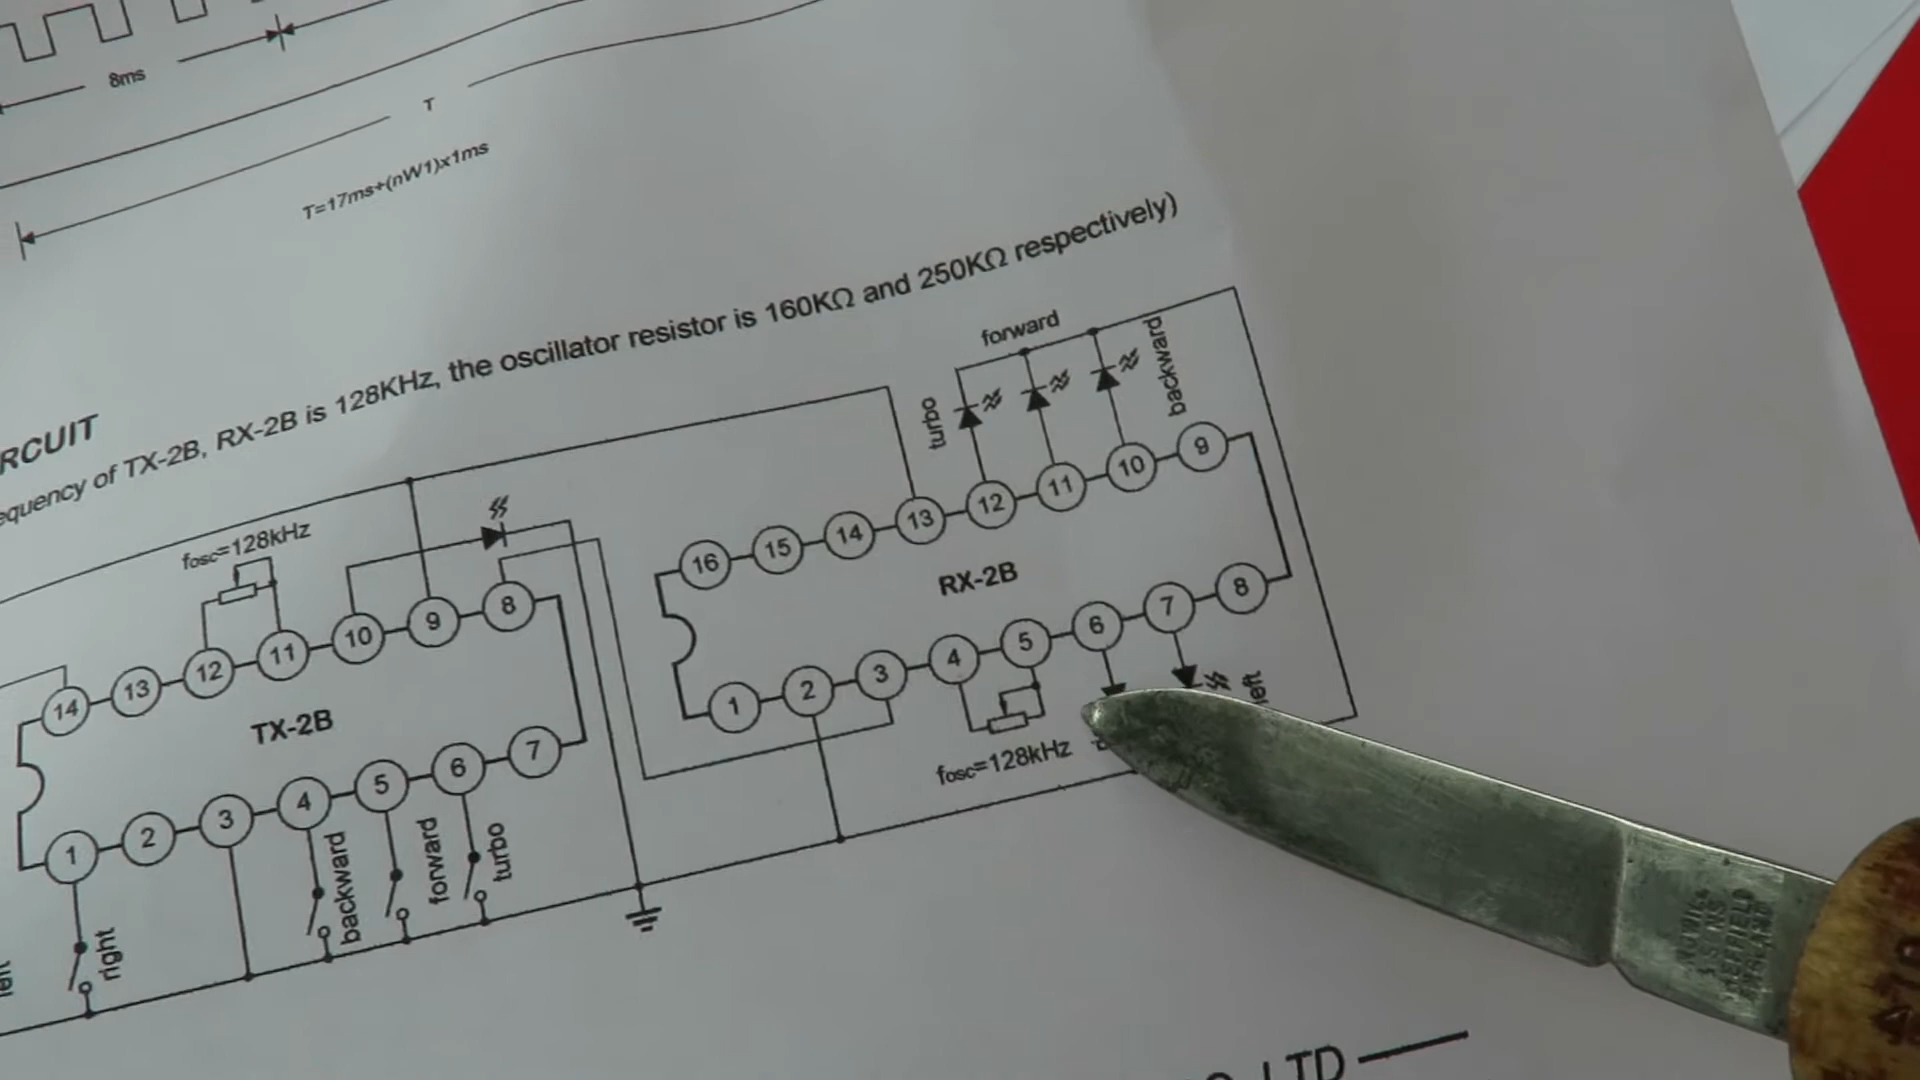 8ms
T
T=17ms+(nW1)x1ms
RCUIT
equency of TX-2B, RX-2B is 128KHz, the oscillator resistor is 160KΩ and 250KΩ respectively)
forward
turbo
backward
fosc=128kHz
16 15 14 13 12 11 10 9
RX-2B
1 2 3 4 5 6 7 8
fosc=128kHz
left
14 13 12 11 10 9 8
TX-2B
1 2 3 4 5 6 7
left
right
backward
forward
turbo
LTD